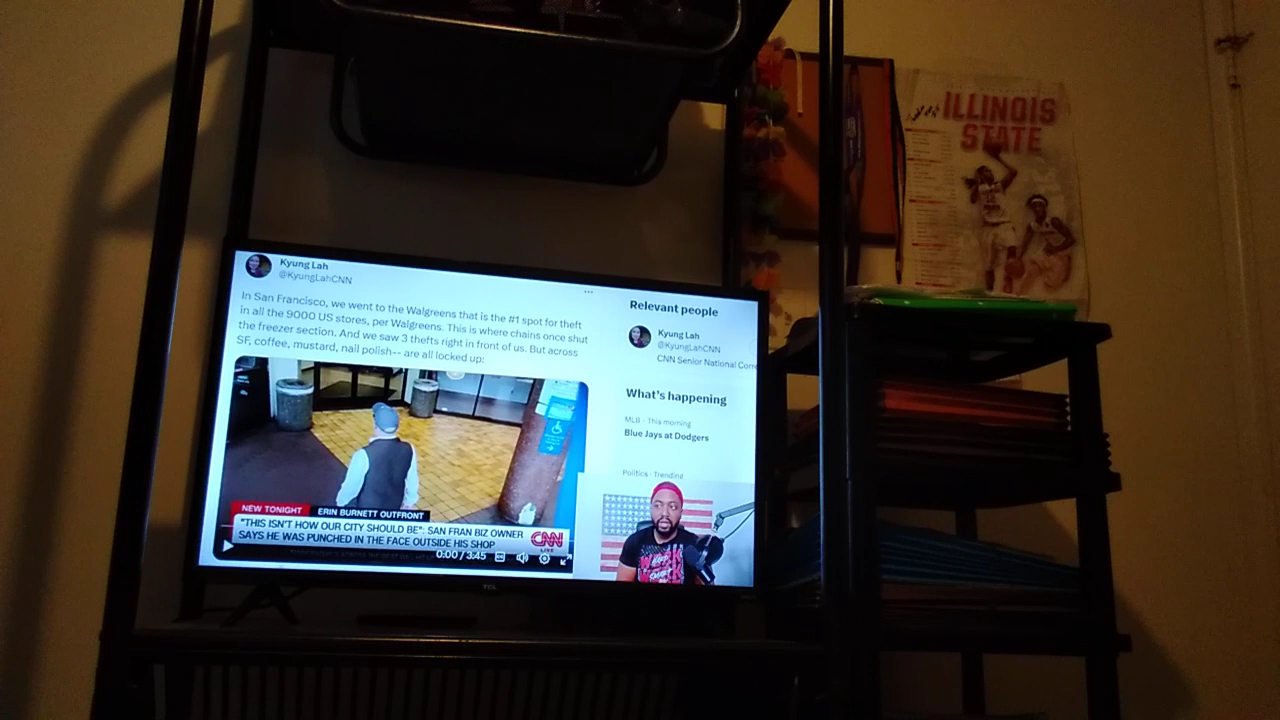 ILLINOIS
STATE
Kyung Lah
@KyungLahCNN
In San Francisco, we went to the Walgreens that is the #1 spot for theft
in all the 9000 US stores, per Walgreens. This is where chains once shut
the freezer section. And we saw 3 thefts right in front of us. But across
SF, coffee, mustard, nail polish-- are all locked up:
NEW TONIGHT
ERIN BURNETT OUTFRONT
"THIS ISN'T HOW OUR CITY SHOULD BE": SAN FRAN BIZ OWNER
SAYS HE WAS PUNCHED IN THE FACE OUTSIDE HIS SHOP
CNN
LIVE
0:00 / 3:45
Relevant people
Kyung Lah
@KyungLahCNN
CNN Senior National Corre
What's happening
MLB · This morning
Blue Jays at Dodgers
Politics · Trending
TCL